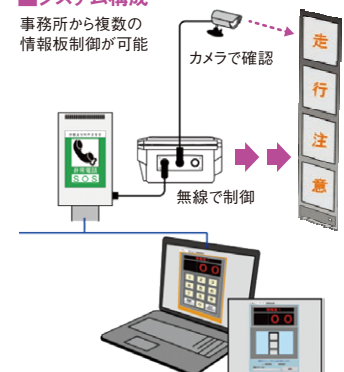 ■システム構成
事務所から複数の
情報板制御が可能
カメラで確認
走
行
注
意
非常電話
SOS
無線で制御